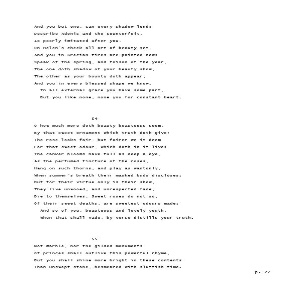 And you but one, can every shadow lend:
Describe Adonis and the counterfeit,
Is poorly imitated after you,
On Helen's cheek all art of beauty set,
And you in Grecian tires are painted new:
Speak of the spring, and foison of the year,
The one doth shadow of your beauty show,
The other as your bounty doth appear,
And you in every blessed shape we know.
In all external grace you have some part,
But you like none, none you for constant heart.
54
O how much more doth beauty beauteous seem,
By that sweet ornament which truth doth give!
The rose looks fair, but fairer we it deem
For that sweet odour, which doth in it live:
The canker blooms have full as deep a dye,
As the perfumed tincture of the roses,
Hang on such thorns, and play as wantonly,
When summer's breath their masked buds discloses:
But for their virtue only is their show,
They live unwooed, and unrespected fade,
Die to themselves. Sweet roses do not so,
Of their sweet deaths, are sweetest odours made:
And so of you, beauteous and lovely youth,
When that shall vade, by verse distills your truth.
55
Not marble, nor the gilded monuments
Of princes shall outlive this powerful rhyme,
But you shall shine more bright in these contents
Than unswept stone, besmeared with sluttish time.